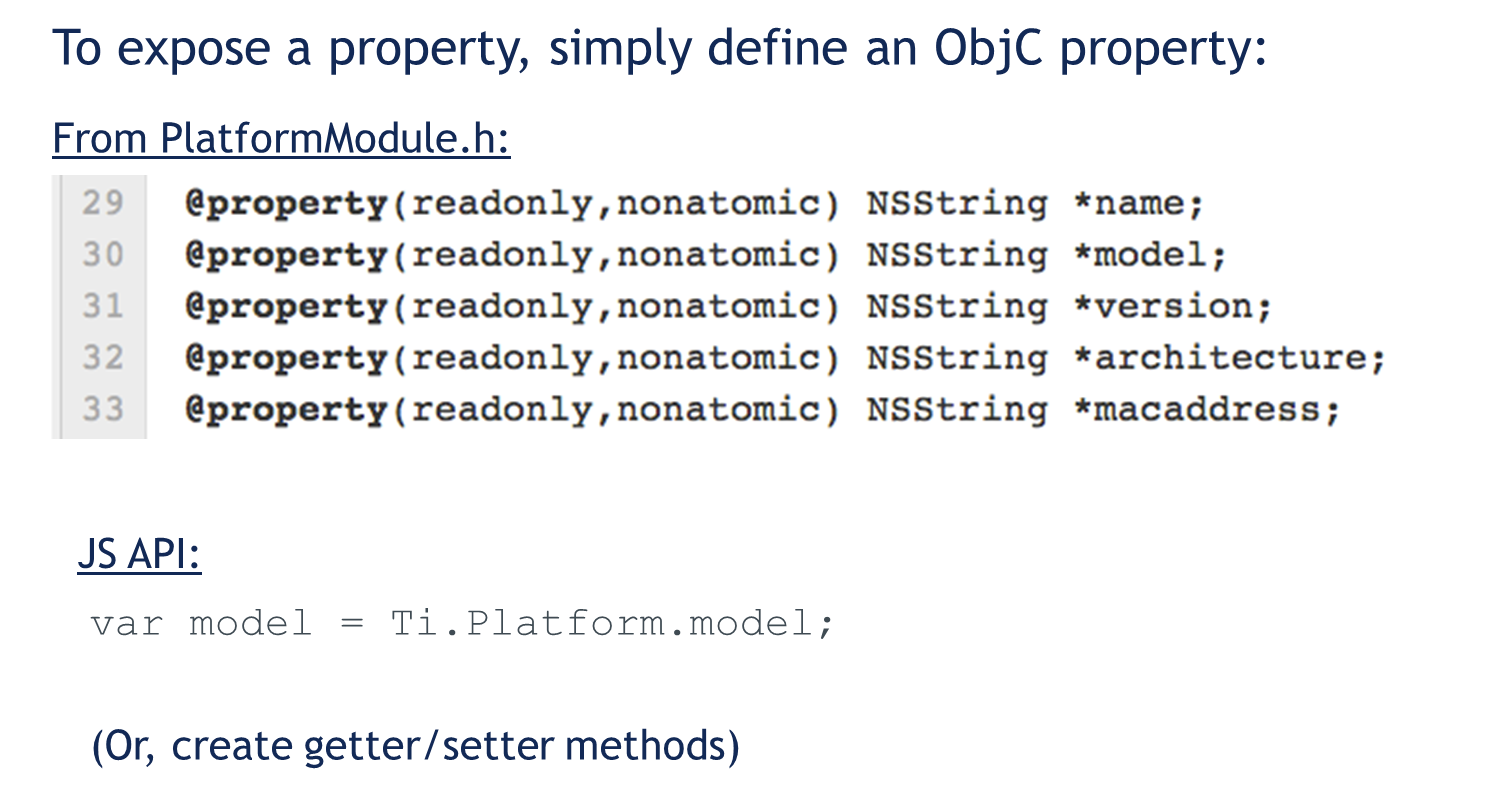 To expose a property, simply define an ObjC property:
From PlatformModule.h:
29 @property(readonly,nonatomic) NSString *name;
30 @property(readonly,nonatomic) NSString *model;
31 @property(readonly,nonatomic) NSString *version;
32 @property(readonly,nonatomic) NSString *architecture;
33 @property(readonly,nonatomic) NSString *macaddress;
JS API:
var model = Ti.Platform.model;
(Or, create getter/setter methods)